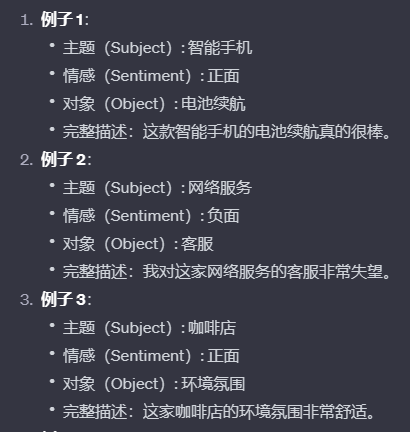 1. 例子 1:
• 主题（Subject）: 智能手机
• 情感（Sentiment）: 正面
• 对象（Object）: 电池续航
• 完整描述：这款智能手机的电池续航真的很棒。
2. 例子 2:
• 主题（Subject）: 网络服务
• 情感（Sentiment）: 负面
• 对象（Object）: 客服
• 完整描述：我对这家网络服务的客服非常失望。
3. 例子 3:
• 主题（Subject）: 咖啡店
• 情感（Sentiment）: 正面
• 对象（Object）: 环境氛围
• 完整描述：这家咖啡店的环境氛围非常舒适。